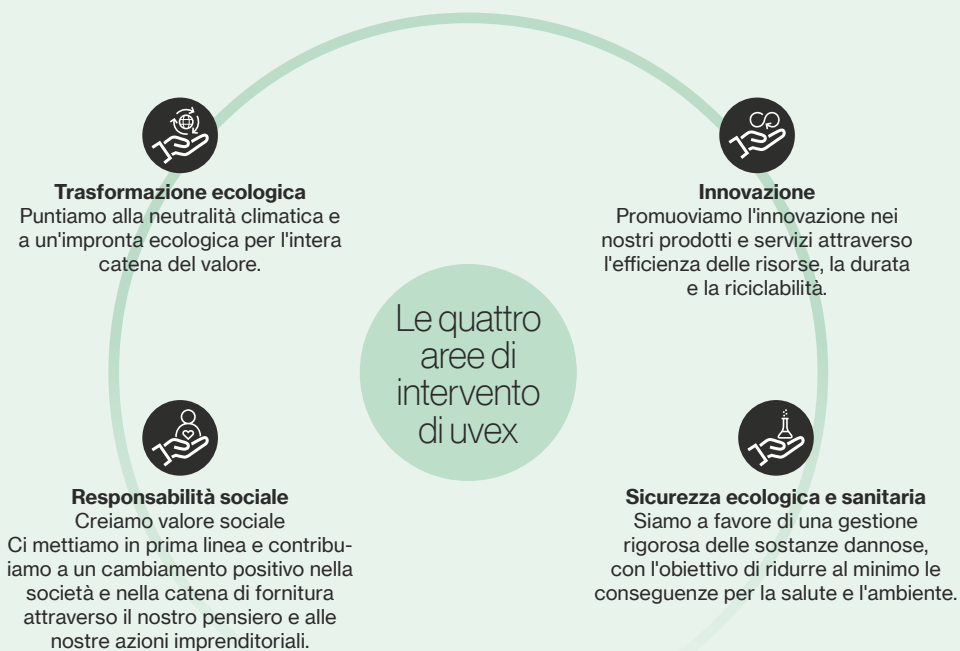 Trasformazione ecologica
Puntiamo alla neutralità climatica e
a un'impronta ecologica per l'intera
catena del valore.
Innovazione
Promuoviamo l'innovazione nei
nostri prodotti e servizi attraverso
l'efficienza delle risorse, la durata
e la riciclabilità.
Le quattro
aree di
intervento
di uvex
Responsabilità sociale
Creiamo valore sociale
Ci mettiamo in prima linea e contribu-
iamo a un cambiamento positivo nella
società e nella catena di fornitura
attraverso il nostro pensiero e alle
nostre azioni imprenditoriali.
Sicurezza ecologica e sanitaria
Siamo a favore di una gestione
rigorosa delle sostanze dannose,
con l'obiettivo di ridurre al minimo le
conseguenze per la salute e l'ambiente.